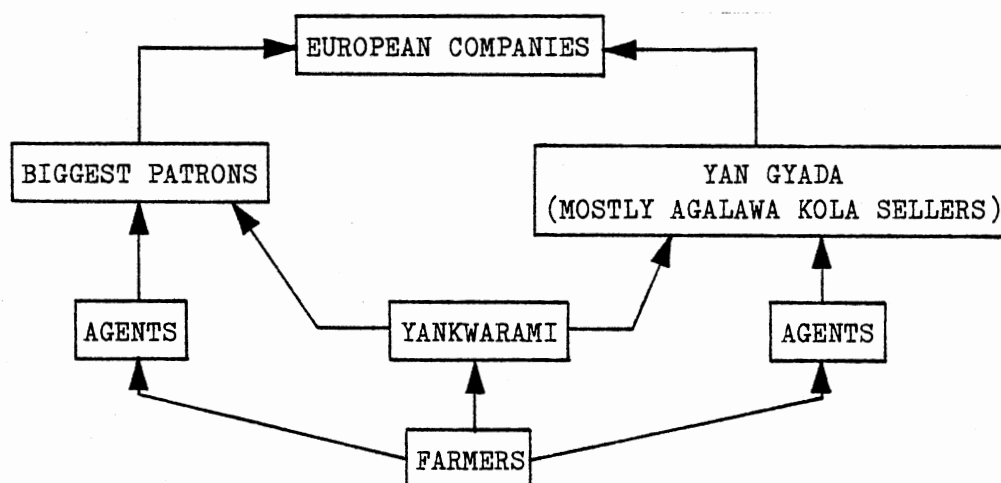 EUROPEAN COMPANIES
BIGGEST PATRONS
YAN GYADA
(MOSTLY AGALAWA KOLA SELLERS)
AGENTS
YANKWARAMI
AGENTS
FARMERS